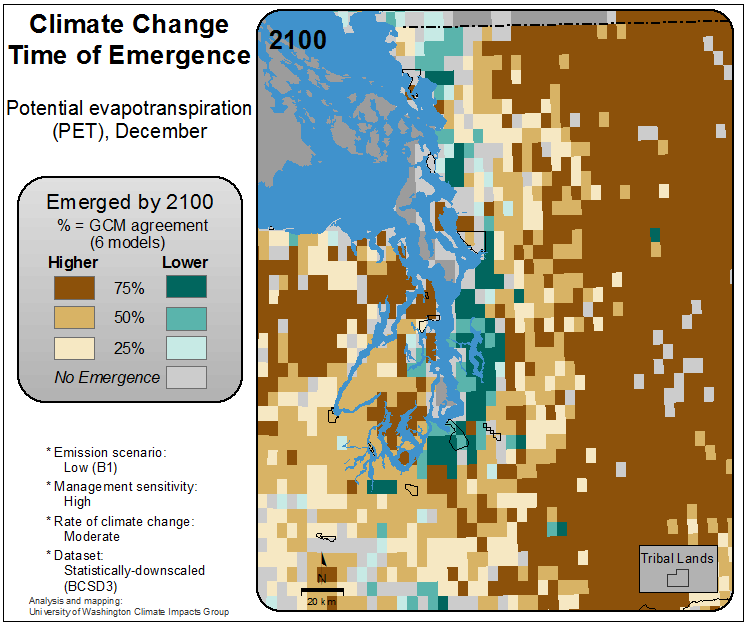 Climate Change
Time of Emergence
Potential evapotranspiration
(PET), December
Emerged by 2100
% = GCM agreement
(6 models)
Higher Lower
75%
50%
25%
No Emergence
* Emission scenario:
Low (B1)
* Management sensitivity:
High
* Rate of climate change:
Moderate
* Dataset:
Statistically-downscaled
(BCSD3)
Analysis and mapping:
University of Washington Climate Impacts Group
2100
N
20 km
Tribal Lands